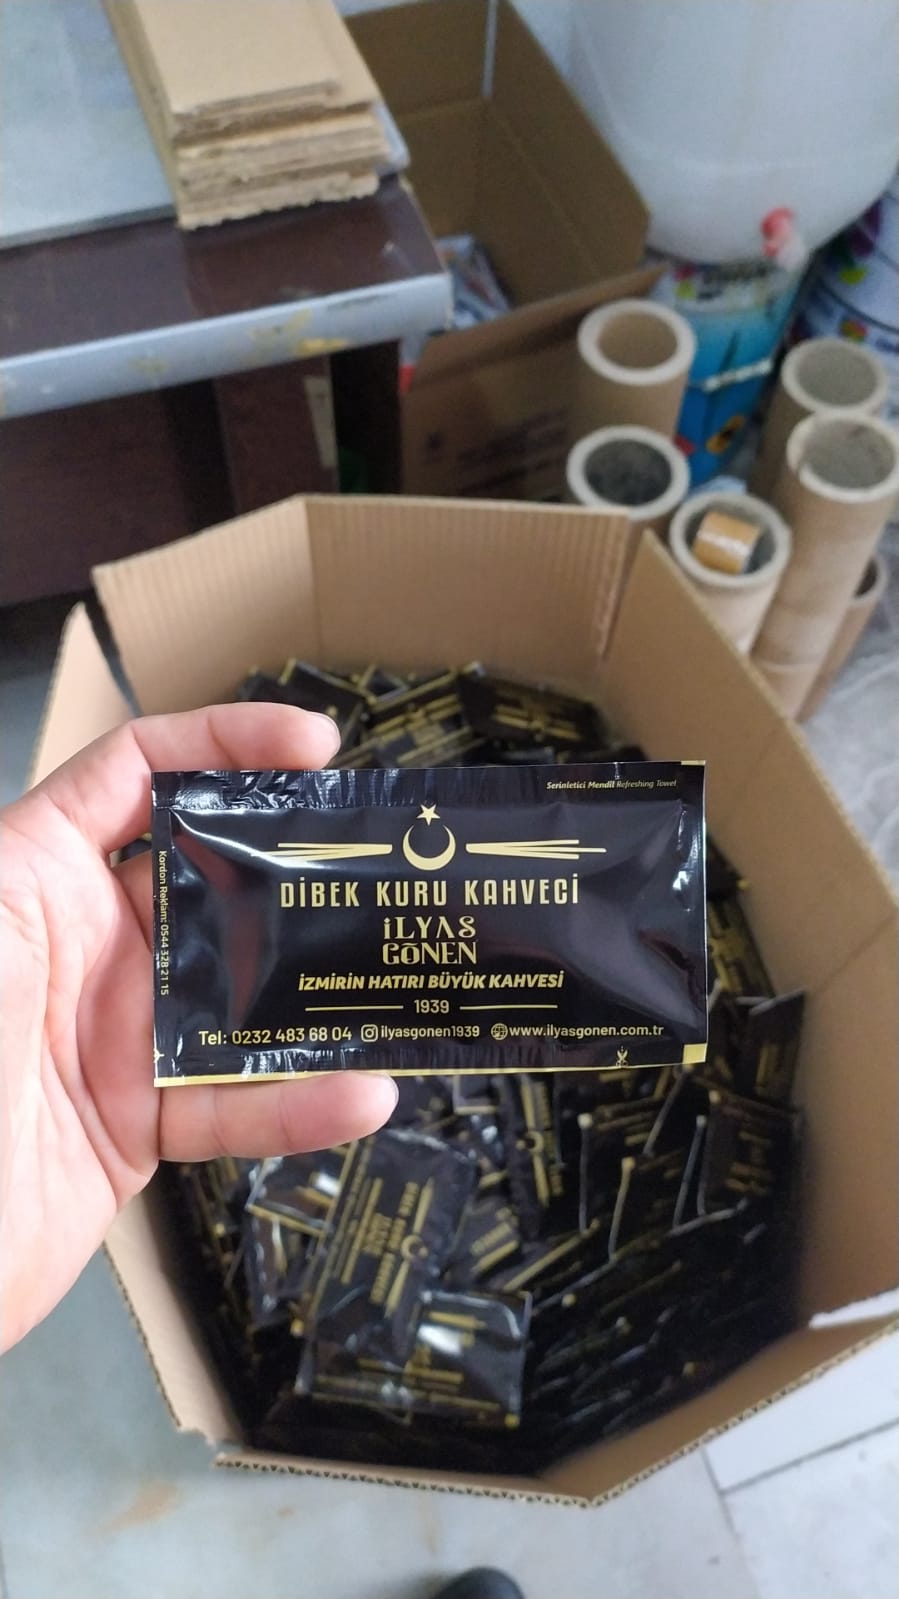 Serinletici Mendil Refreshing Towel
DİBEK KURU KAHVECİ
İLYAS
GÖNEN
İZMİRİN HATIRI BÜYÜK KAHVESİ
1939
Tel: 0232 483 68 04 ilyasgonen1939 www.ilyasgonen.com.tr
Kordon Reklam: 0544 328 21 15